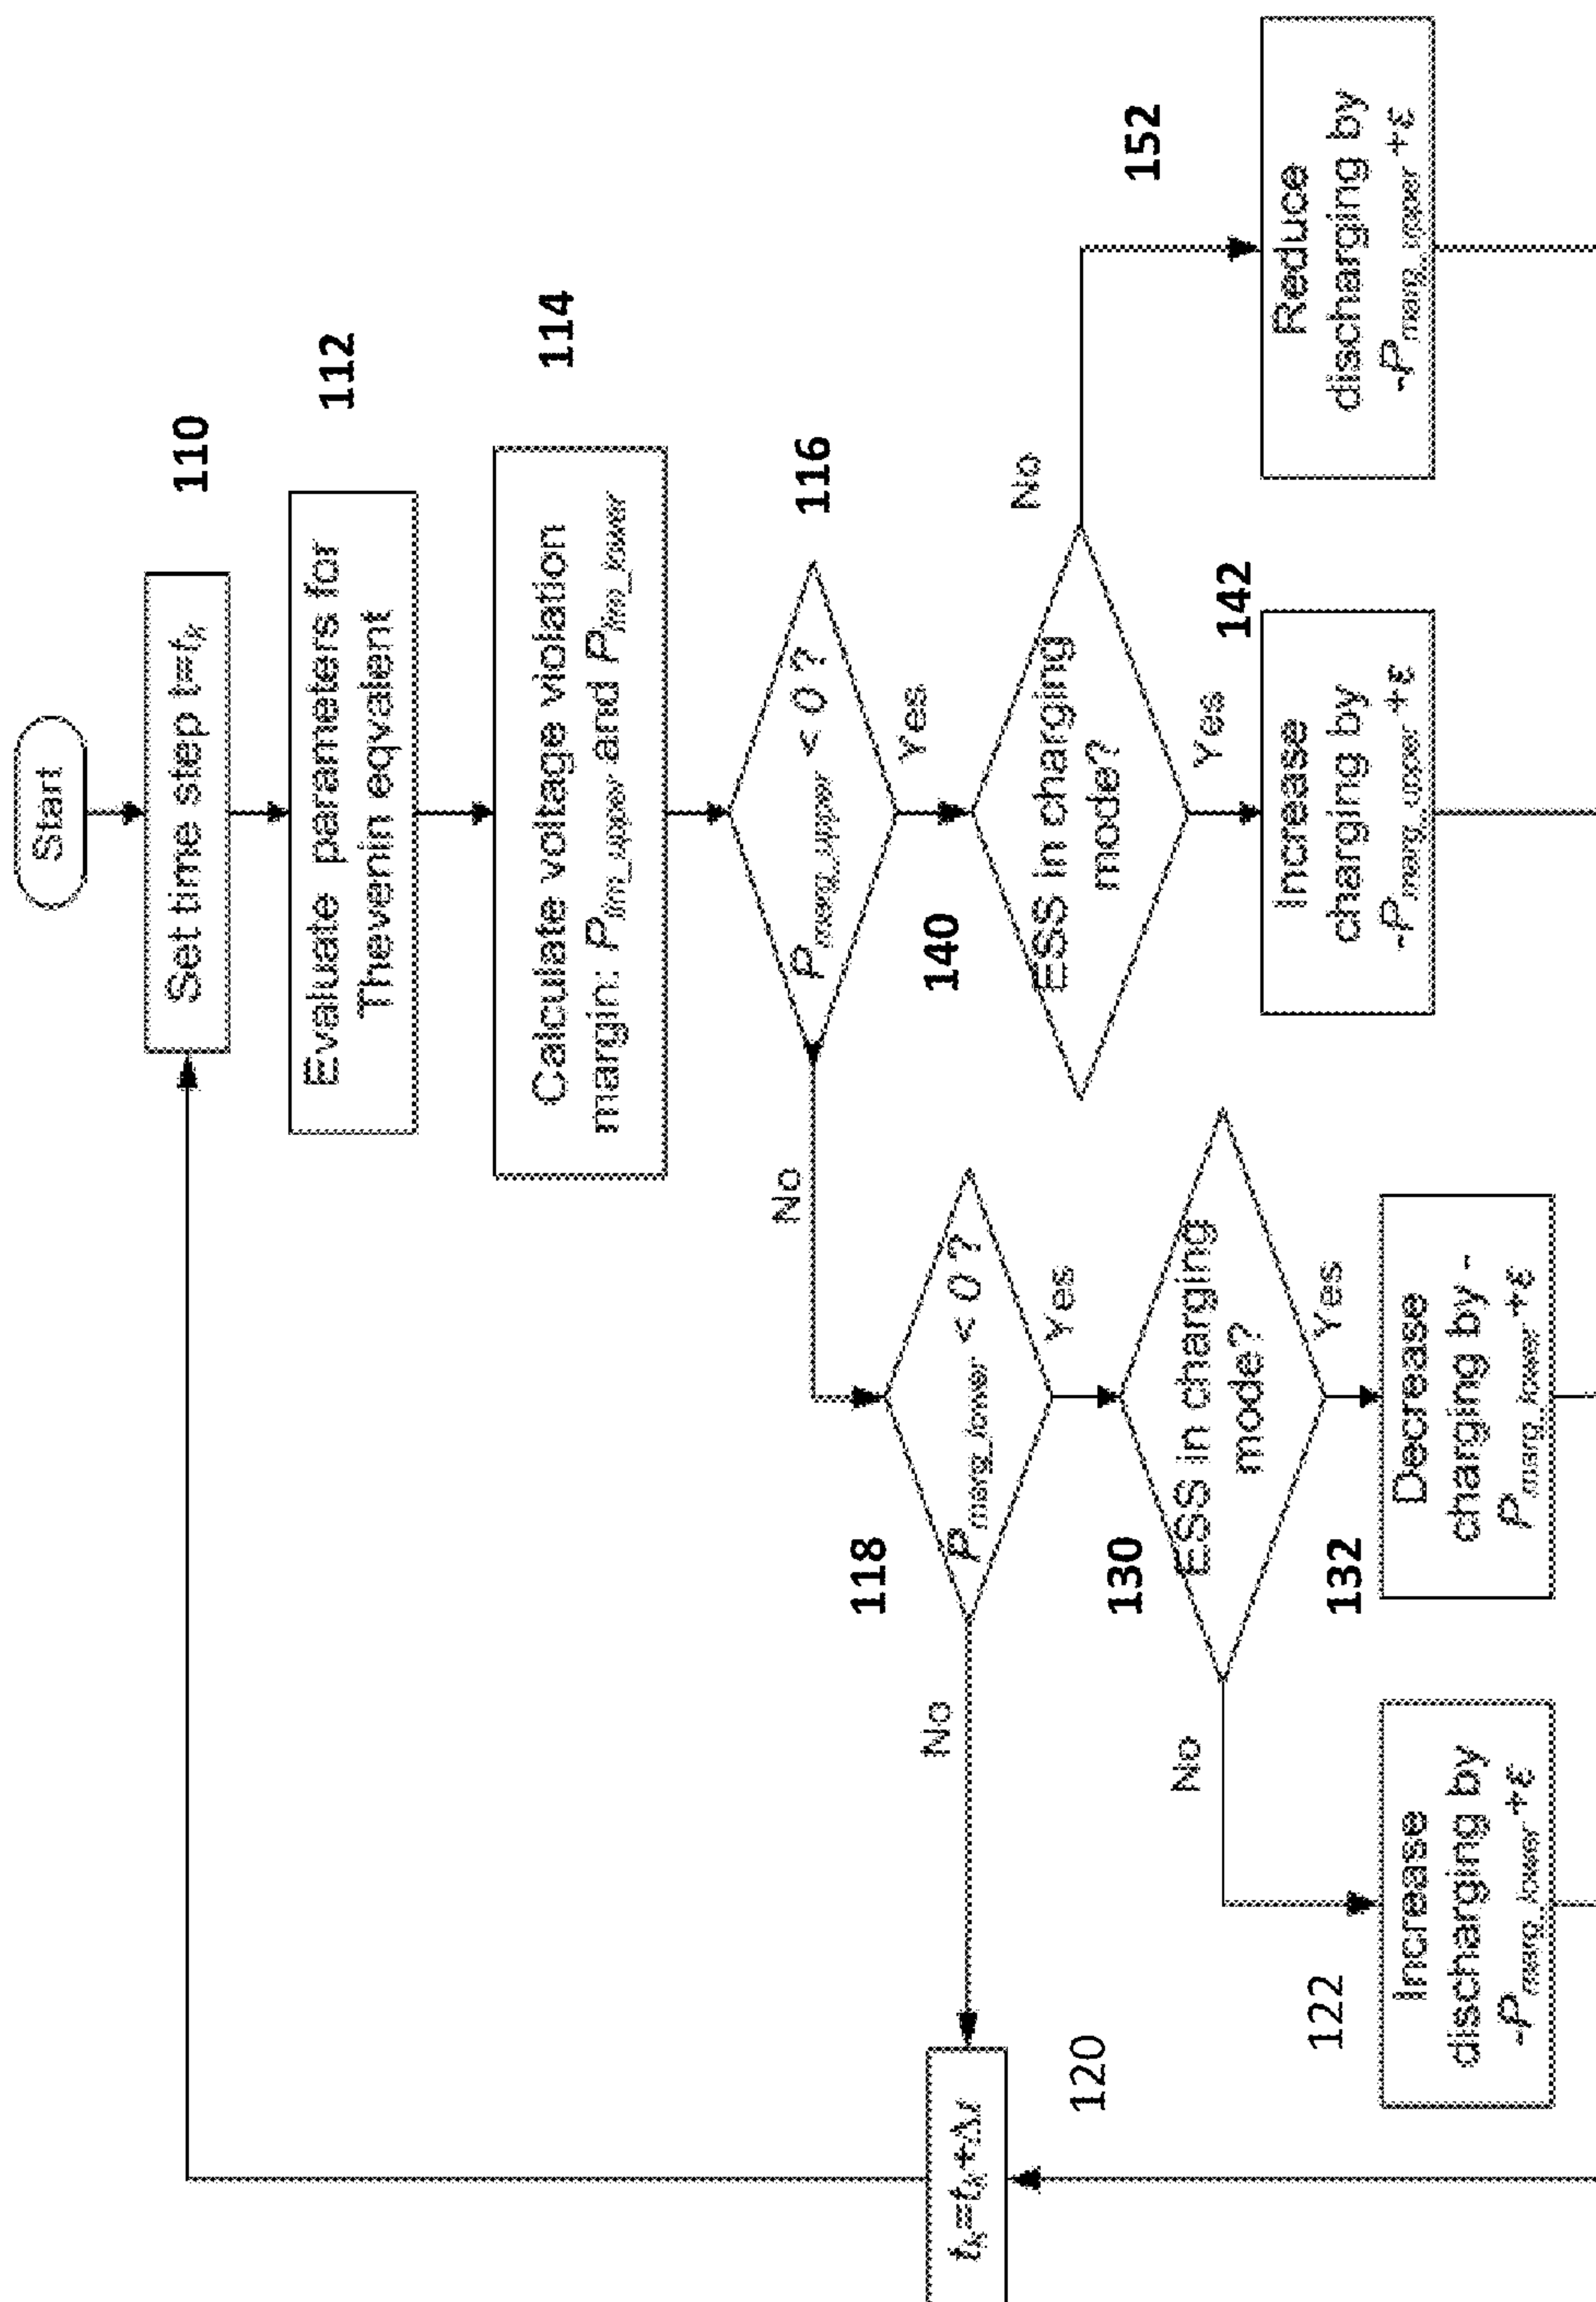 Start
Set time step t=tk
110
Evaluate parameters for
Thevenin eqvalent
112
Calculate voltage violation
margin: Plim_upper and Plim_lower
114
Pmarg_upper < 0 ?
116
No
Yes
118
Pmarg_lower < 0 ?
No
Yes
140
ESS in charging
mode?
No
Yes
152
tk=tk+Δt
120
130
ESS in charging
mode?
No
Yes
142
Increase
charging by
-Pmarg_upper+ε
Reduce
discharging by
-Pmarg_upper+ε
122
Increase
discharging by
-Pmarg_lower+ε
132
Decrease
charging by -
Pmarg_lower+ε